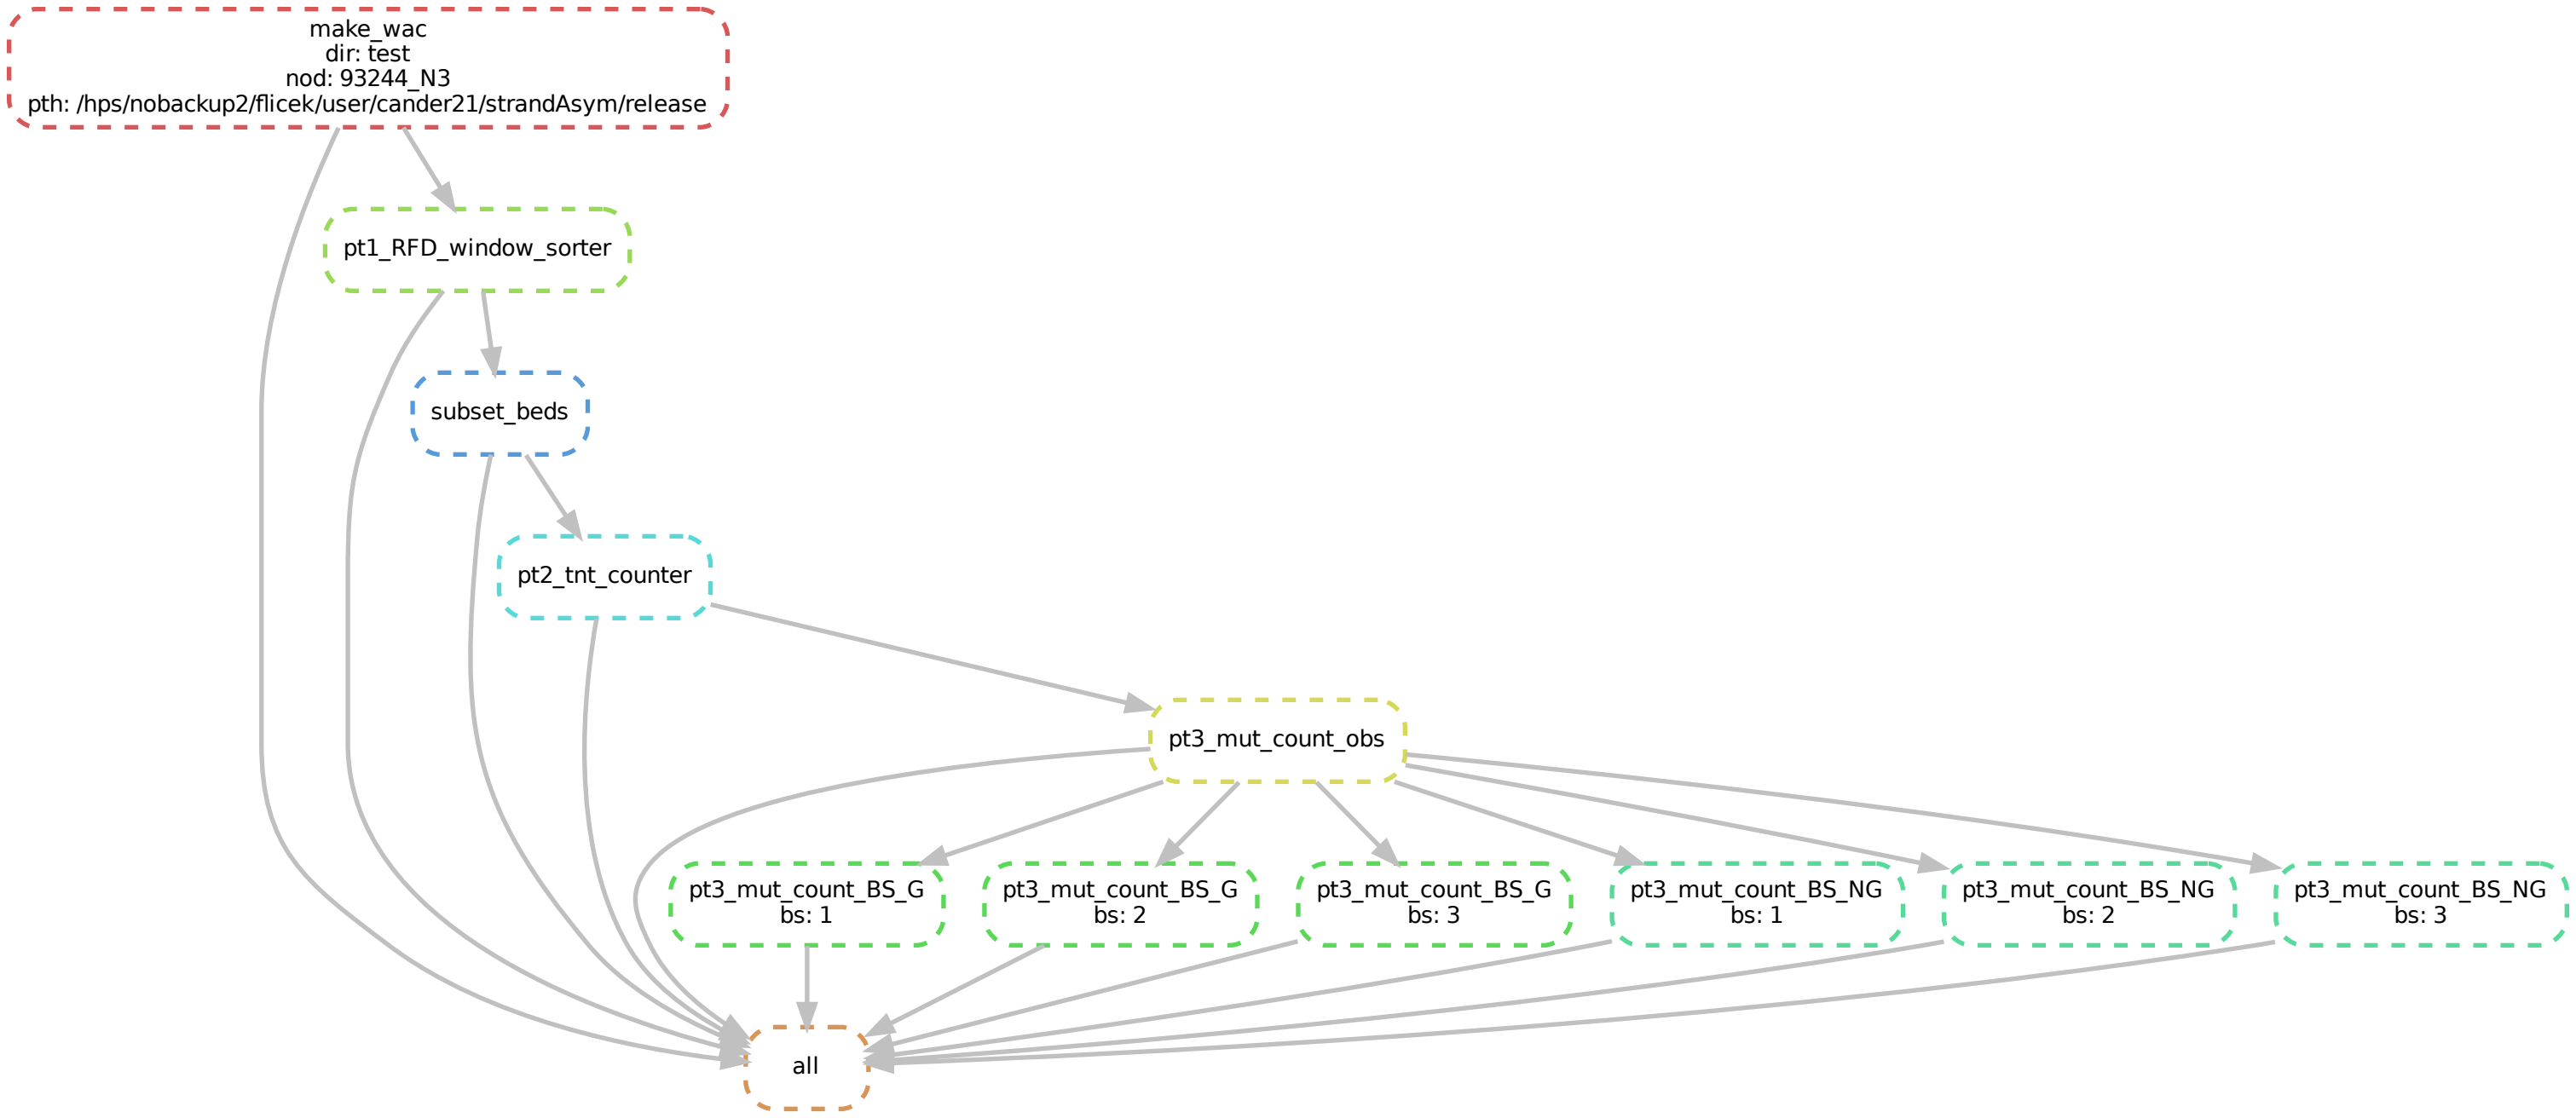 make_wac
dir: test
nod: 93244_N3
pth: /hps/nobackup2/flicek/user/cander21/strandAsym/release
pt1_RFD_window_sorter
subset_beds
pt2_tnt_counter
pt3_mut_count_obs
pt3_mut_count_BS_G
bs: 1
pt3_mut_count_BS_G
bs: 2
pt3_mut_count_BS_G
bs: 3
pt3_mut_count_BS_NG
bs: 1
pt3_mut_count_BS_NG
bs: 2
pt3_mut_count_BS_NG
bs: 3
all